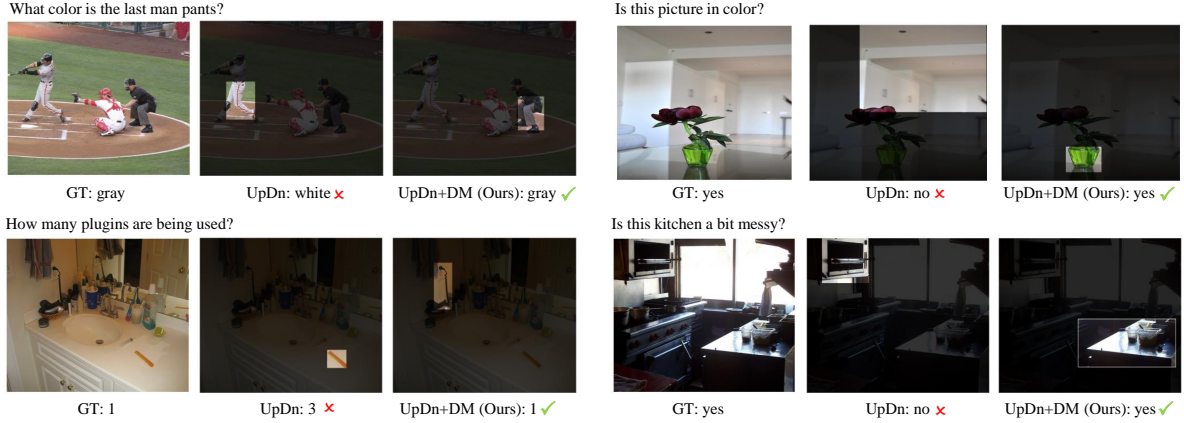 What color is the last man pants?
GT: gray
UpDn: white ✗
UpDn+DM (Ours): gray ✓
Is this picture in color?
GT: yes
UpDn: no ✗
UpDn+DM (Ours): yes ✓
How many plugins are being used?
GT: 1
UpDn: 3 ✗
UpDn+DM (Ours): 1 ✓
Is this kitchen a bit messy?
GT: yes
UpDn: no ✗
UpDn+DM (Ours): yes ✓